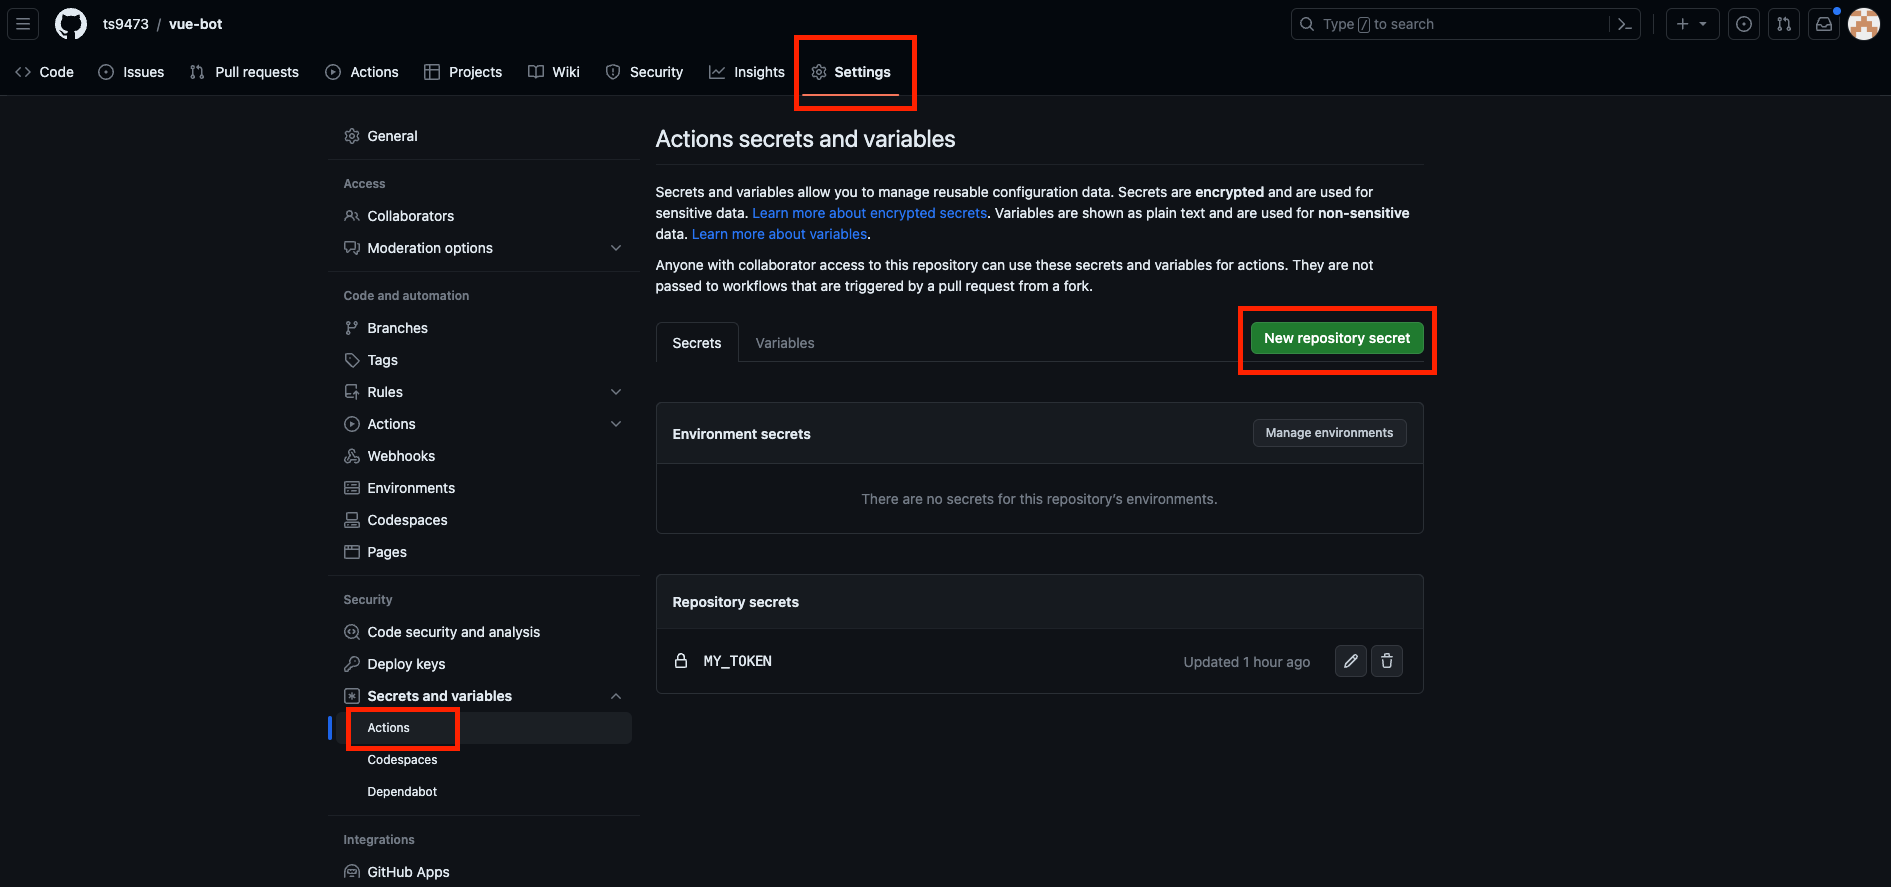 ts9473 / vue-bot
Type / to search
Code Issues Pull requests Actions Projects Wiki Security Insights Settings
General
Access
Collaborators
Moderation options
Code and automation
Branches
Tags
Rules
Actions
Webhooks
Environments
Codespaces
Pages
Security
Code security and analysis
Deploy keys
Secrets and variables
Actions
Codespaces
Dependabot
Integrations
GitHub Apps
Actions secrets and variables
Secrets and variables allow you to manage reusable configuration data. Secrets are encrypted and are used for
sensitive data. Learn more about encrypted secrets. Variables are shown as plain text and are used for non-sensitive
data. Learn more about variables.
Anyone with collaborator access to this repository can use these secrets and variables for actions. They are not
passed to workflows that are triggered by a pull request from a fork.
Secrets Variables New repository secret
Environment secrets Manage environments
There are no secrets for this repository's environments.
Repository secrets
MY_TOKEN Updated 1 hour ago